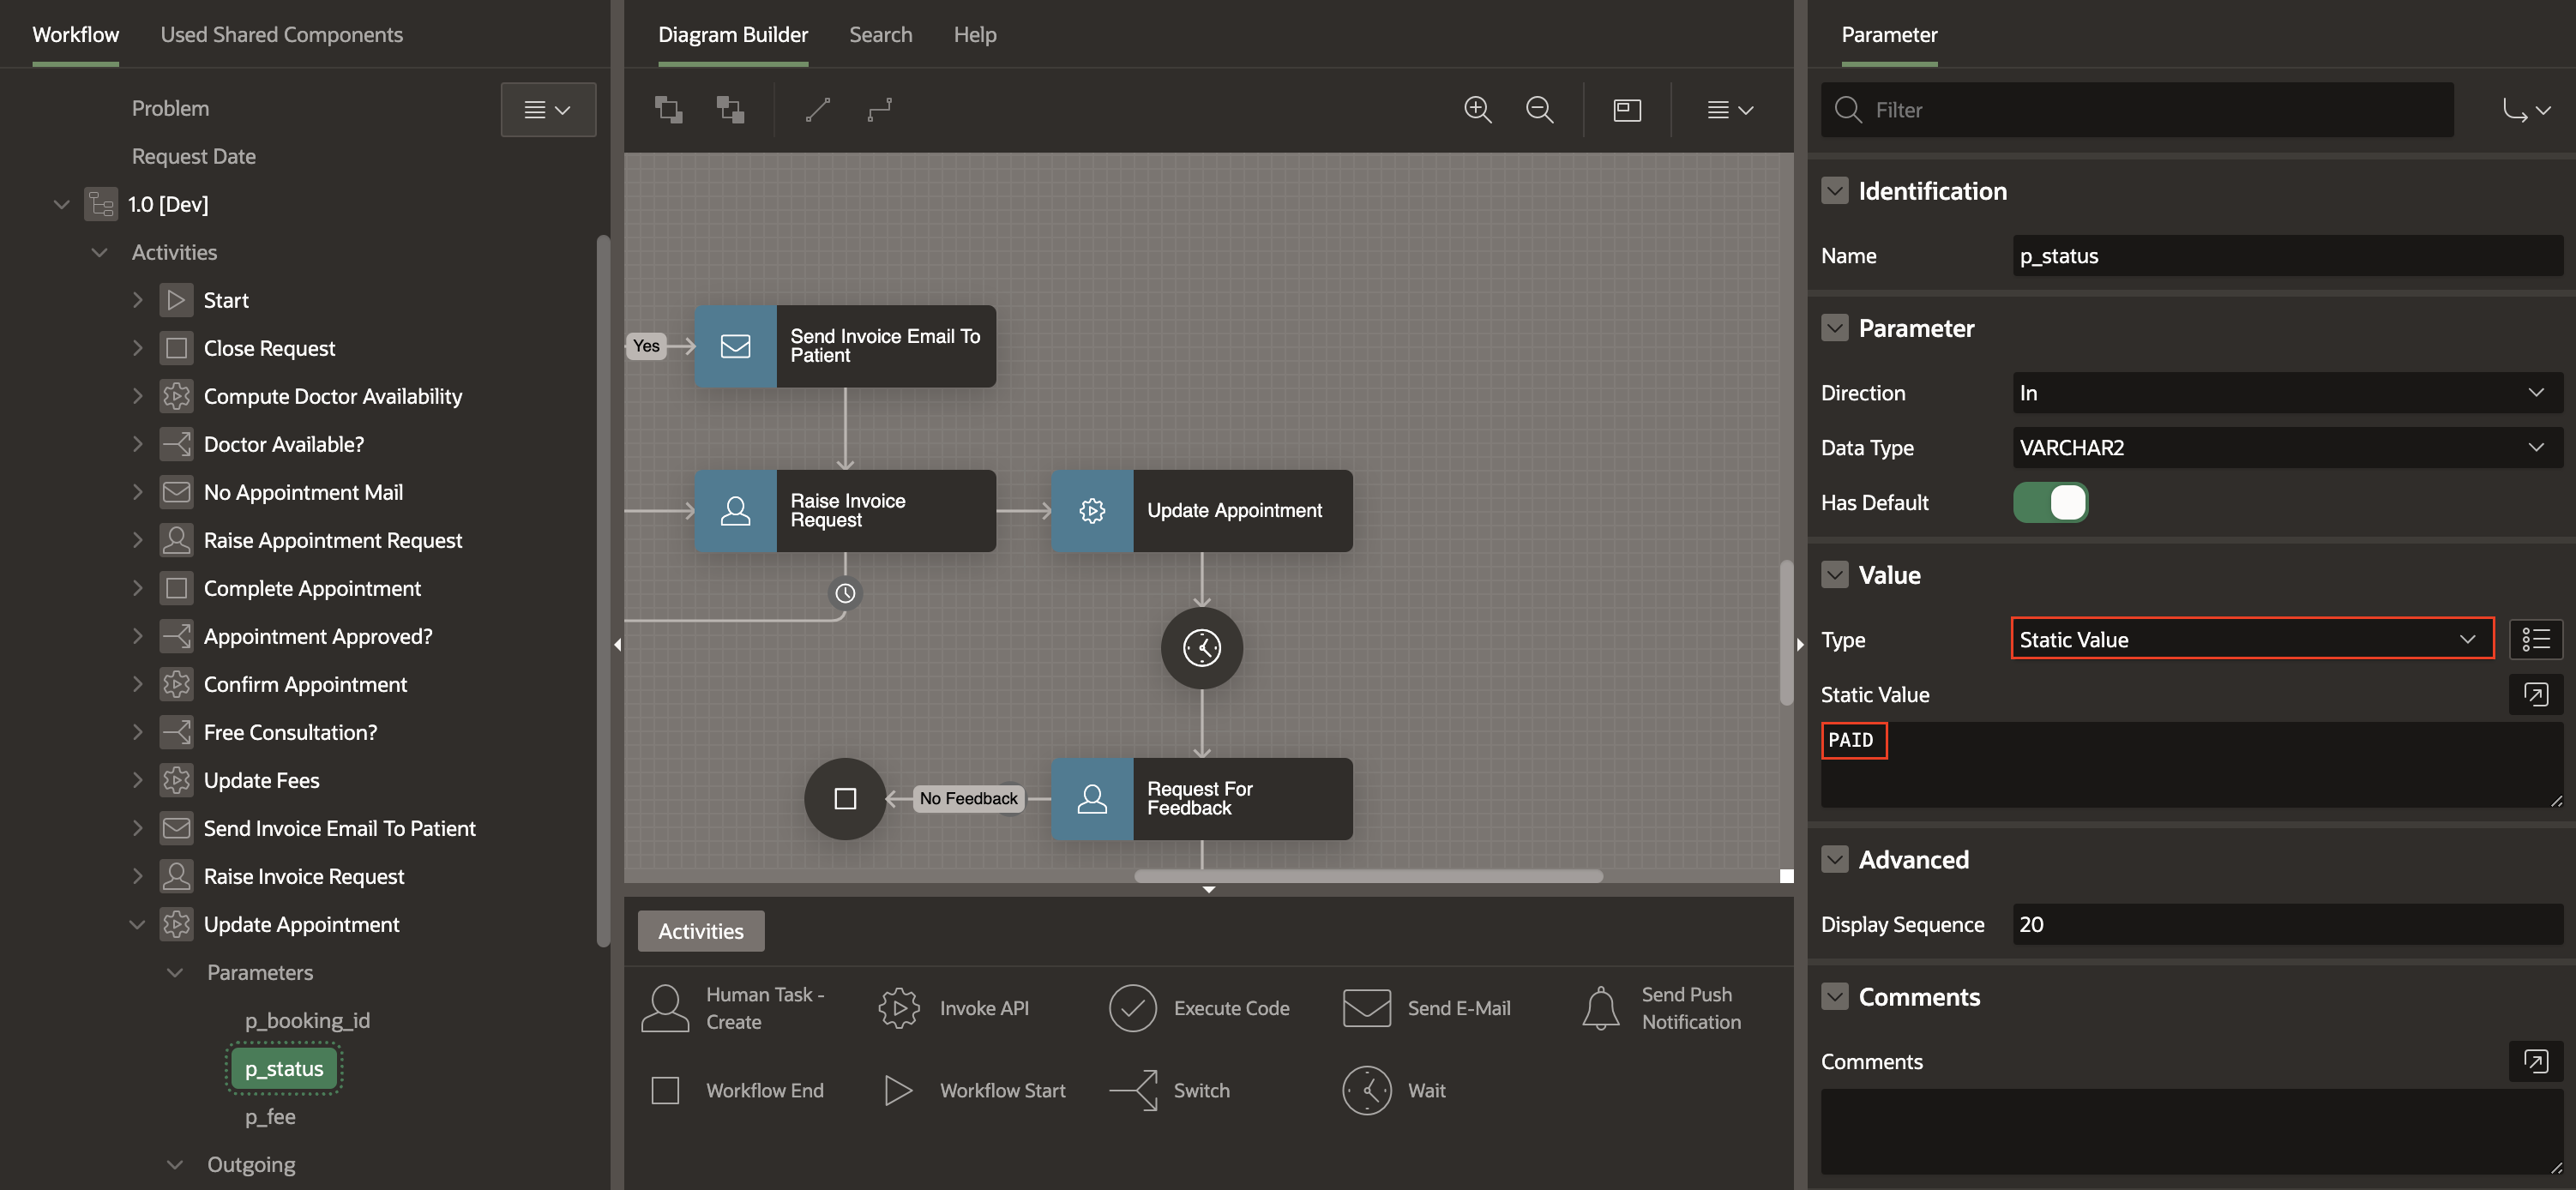 Workflow
Used Shared Components
Problem
Request Date
1.0 [Dev]
Activities
Start
Close Request
Compute Doctor Availability
Doctor Available?
No Appointment Mail
Raise Appointment Request
Complete Appointment
Appointment Approved?
Confirm Appointment
Free Consultation?
Update Fees
Send Invoice Email To Patient
Raise Invoice Request
Update Appointment
Parameters
p_booking_id
p_status
p_fee
Outgoing
Diagram Builder
Search
Help
Yes
Send Invoice Email To
Patient
Raise Invoice
Request
Update Appointment
No Feedback
Request For
Feedback
Activities
Human Task -
Create
Invoke API
Execute Code
Send E-Mail
Send Push
Notification
Workflow End
Workflow Start
Switch
Wait
Parameter
Filter
Identification
Name
p_status
Parameter
Direction
In
Data Type
VARCHAR2
Has Default
Value
Type
Static Value
Static Value
PAID
Advanced
Display Sequence
20
Comments
Comments